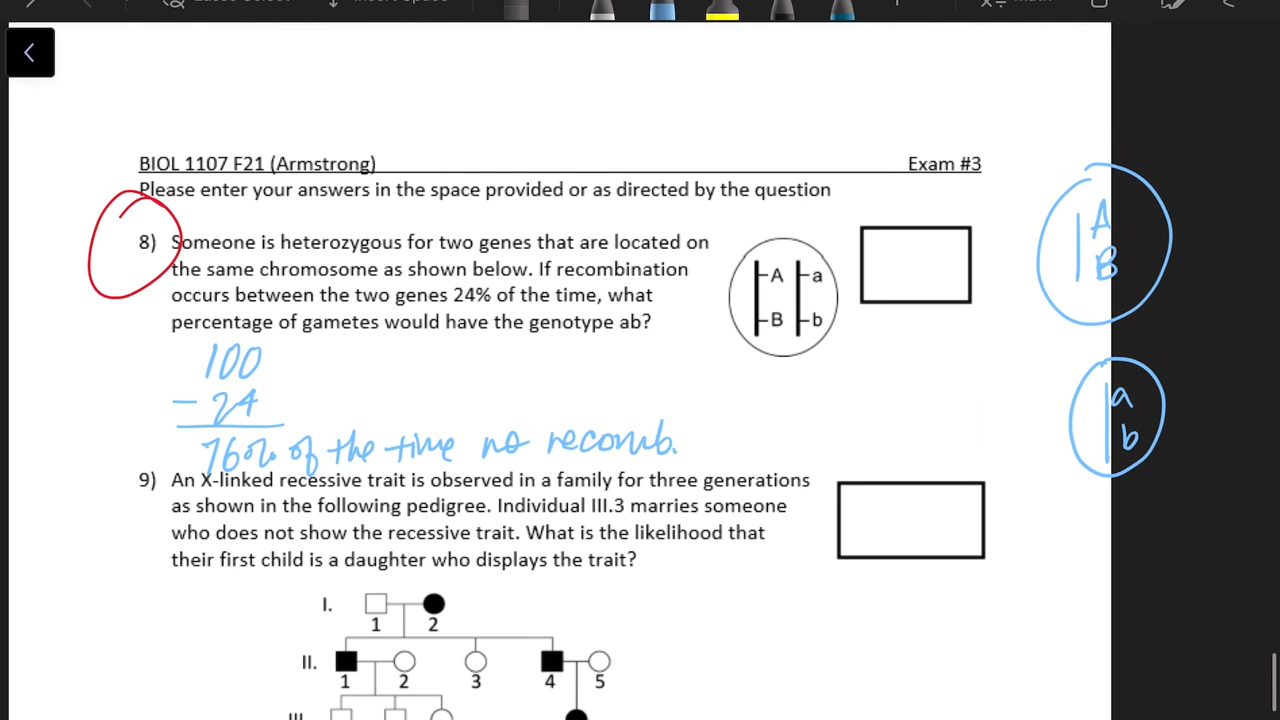 BIOL 1107 F21 (Armstrong) Exam #3
Please enter your answers in the space provided or as directed by the question
8) Someone is heterozygous for two genes that are located on
the same chromosome as shown below. If recombination
occurs between the two genes 24% of the time, what
percentage of gametes would have the genotype ab?
A a
B b
A
B
100
- 24
76% of the time no recomb.
a
b
9) An X-linked recessive trait is observed in a family for three generations
as shown in the following pedigree. Individual III.3 marries someone
who does not show the recessive trait. What is the likelihood that
their first child is a daughter who displays the trait?
I.
1 2
II.
1 2 3 4 5